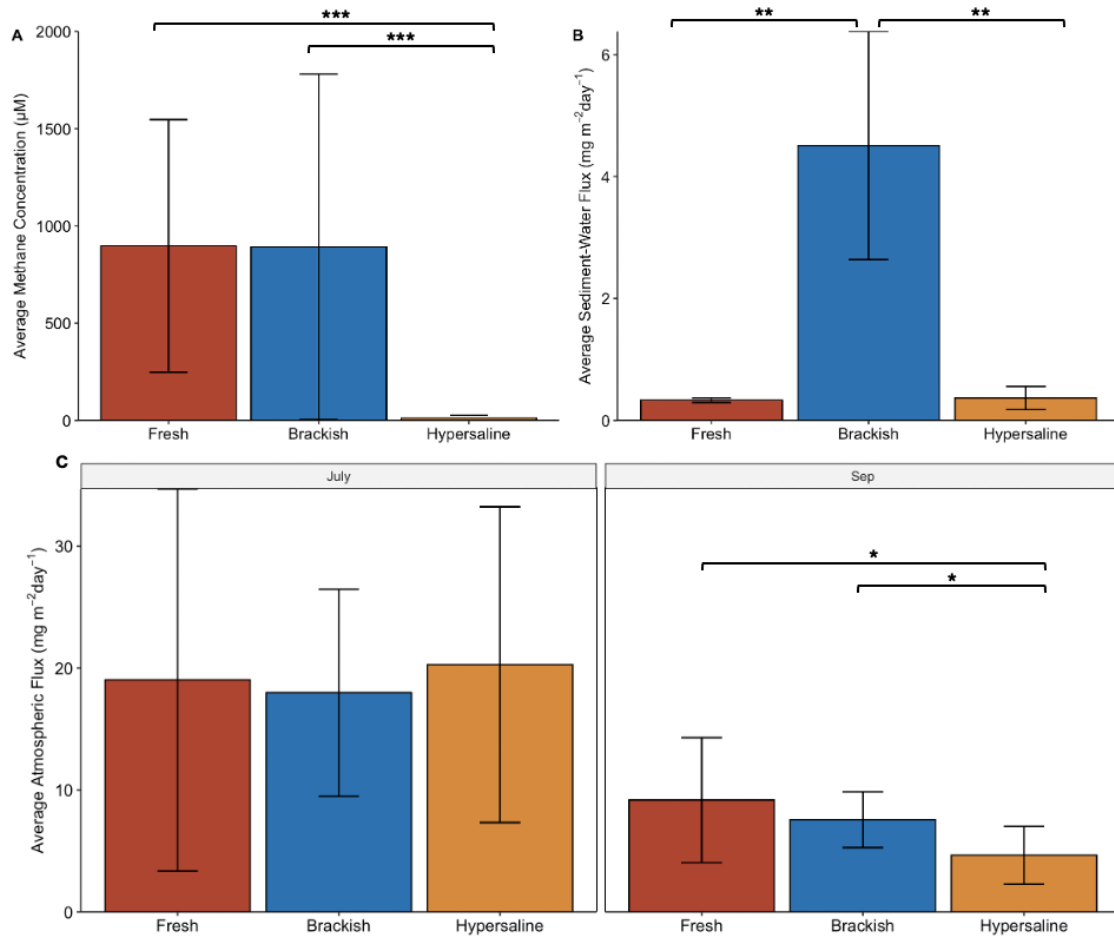 A
***
***
Average Methane Concentration (µM)
2000
1500
1000
500
0
Fresh Brackish Hypersaline
B
** **
Average Sediment-Water Flux (mg m⁻²day⁻¹)
6
4
2
0
Fresh Brackish Hypersaline
C
July Sep
Average Atmospheric Flux (mg m⁻²day⁻¹)
30
20
10
0
*
*
Fresh Brackish Hypersaline Fresh Brackish Hypersaline